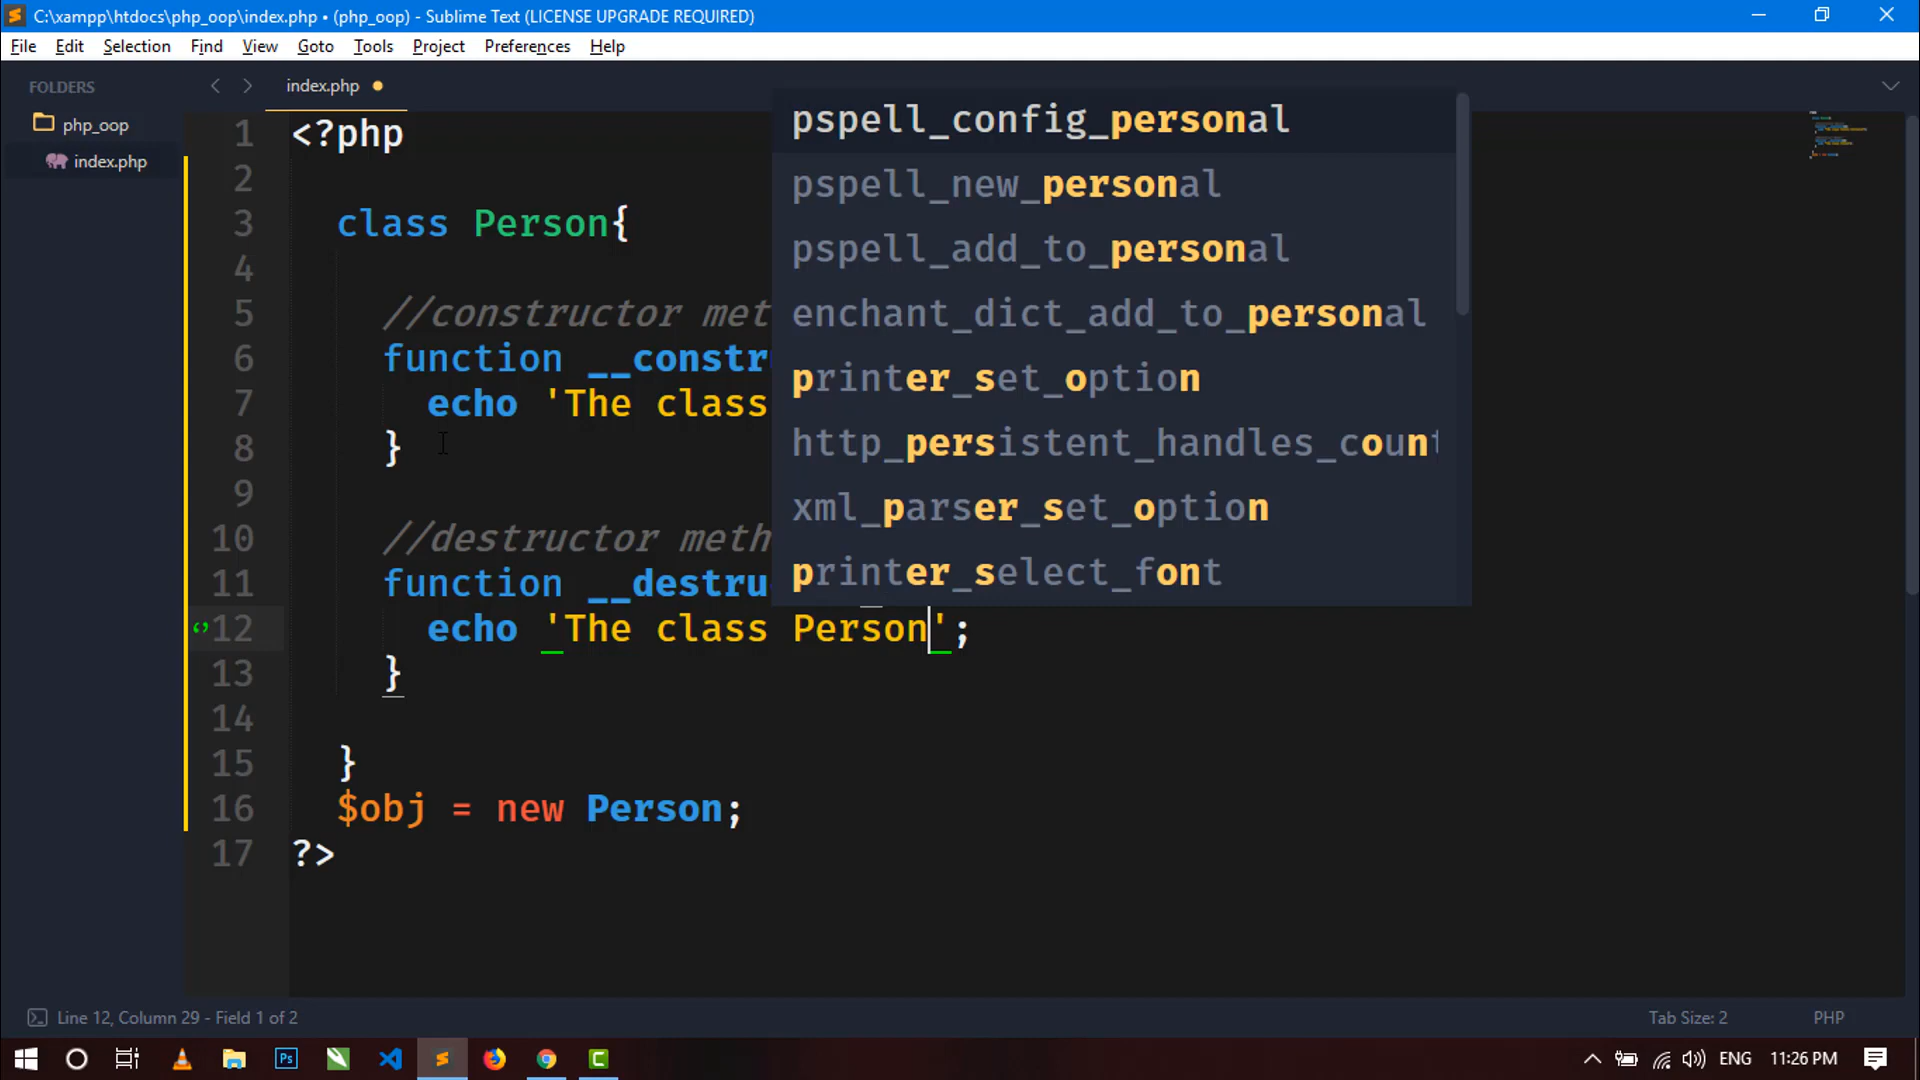 C:\xampp\htdocs\php_oop\index.php • (php_oop) - Sublime Text (LICENSE UPGRADE REQUIRED)
File Edit Selection Find View Goto Tools Project Preferences Help
FOLDERS
php_oop
index.php
index.php
1 <?php
2
3 class Person{
4
5 //constructor met
6 function __constr
7 echo 'The class
8 }
9
10 //destructor meth
11 function __destru
12 echo 'The class Person';
13 }
14
15 }
16 $obj = new Person;
17 ?>
pspell_config_personal
pspell_new_personal
pspell_add_to_personal
enchant_dict_add_to_personal
printer_set_option
http_persistent_handles_count
xml_parser_set_option
printer_select_font
Line 12, Column 29 - Field 1 of 2
Tab Size: 2
PHP
Ps
ENG
11:26 PM